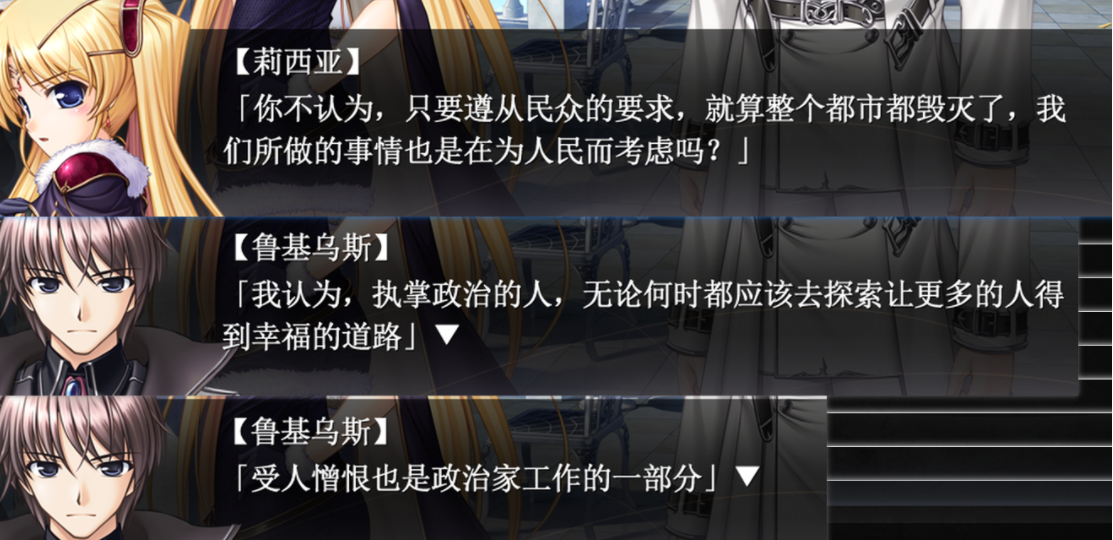 【莉西亚】
「你不认为，只要遵从民众的要求，就算整个都市都毁灭了，我
们所做的事情也是在为人民而考虑吗？」
【鲁基乌斯】
「我认为，执掌政治的人，无论何时都应该去探索让更多的人得
到幸福的道路」▼
【鲁基乌斯】
「受人憎恨也是政治家工作的一部分」▼